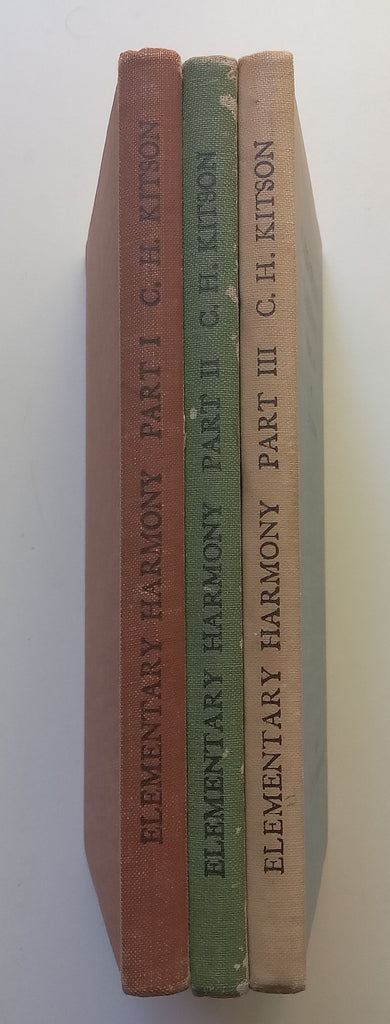 ELEMENTARY HARMONY PART I C. H. KITSON
ELEMENTARY HARMONY PART II C. H. KITSON
ELEMENTARY HARMONY PART III C. H. KITSON